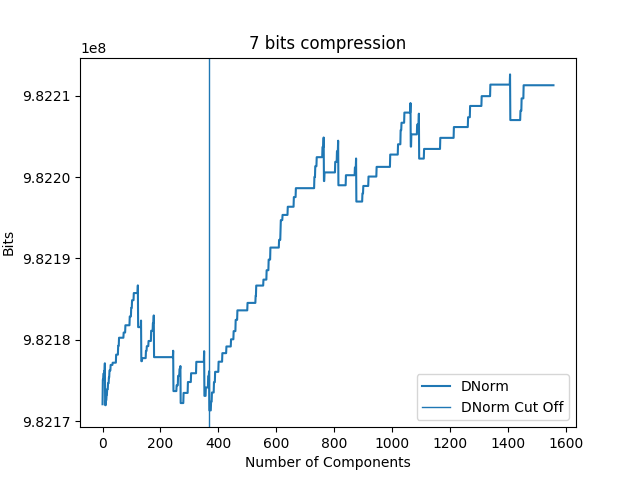 7 bits compression
1e8
9.8221
9.8220
9.8219
9.8218
9.8217
Bits
0
200
400
600
800
1000
1200
1400
1600
Number of Components
DNorm
DNorm Cut Off